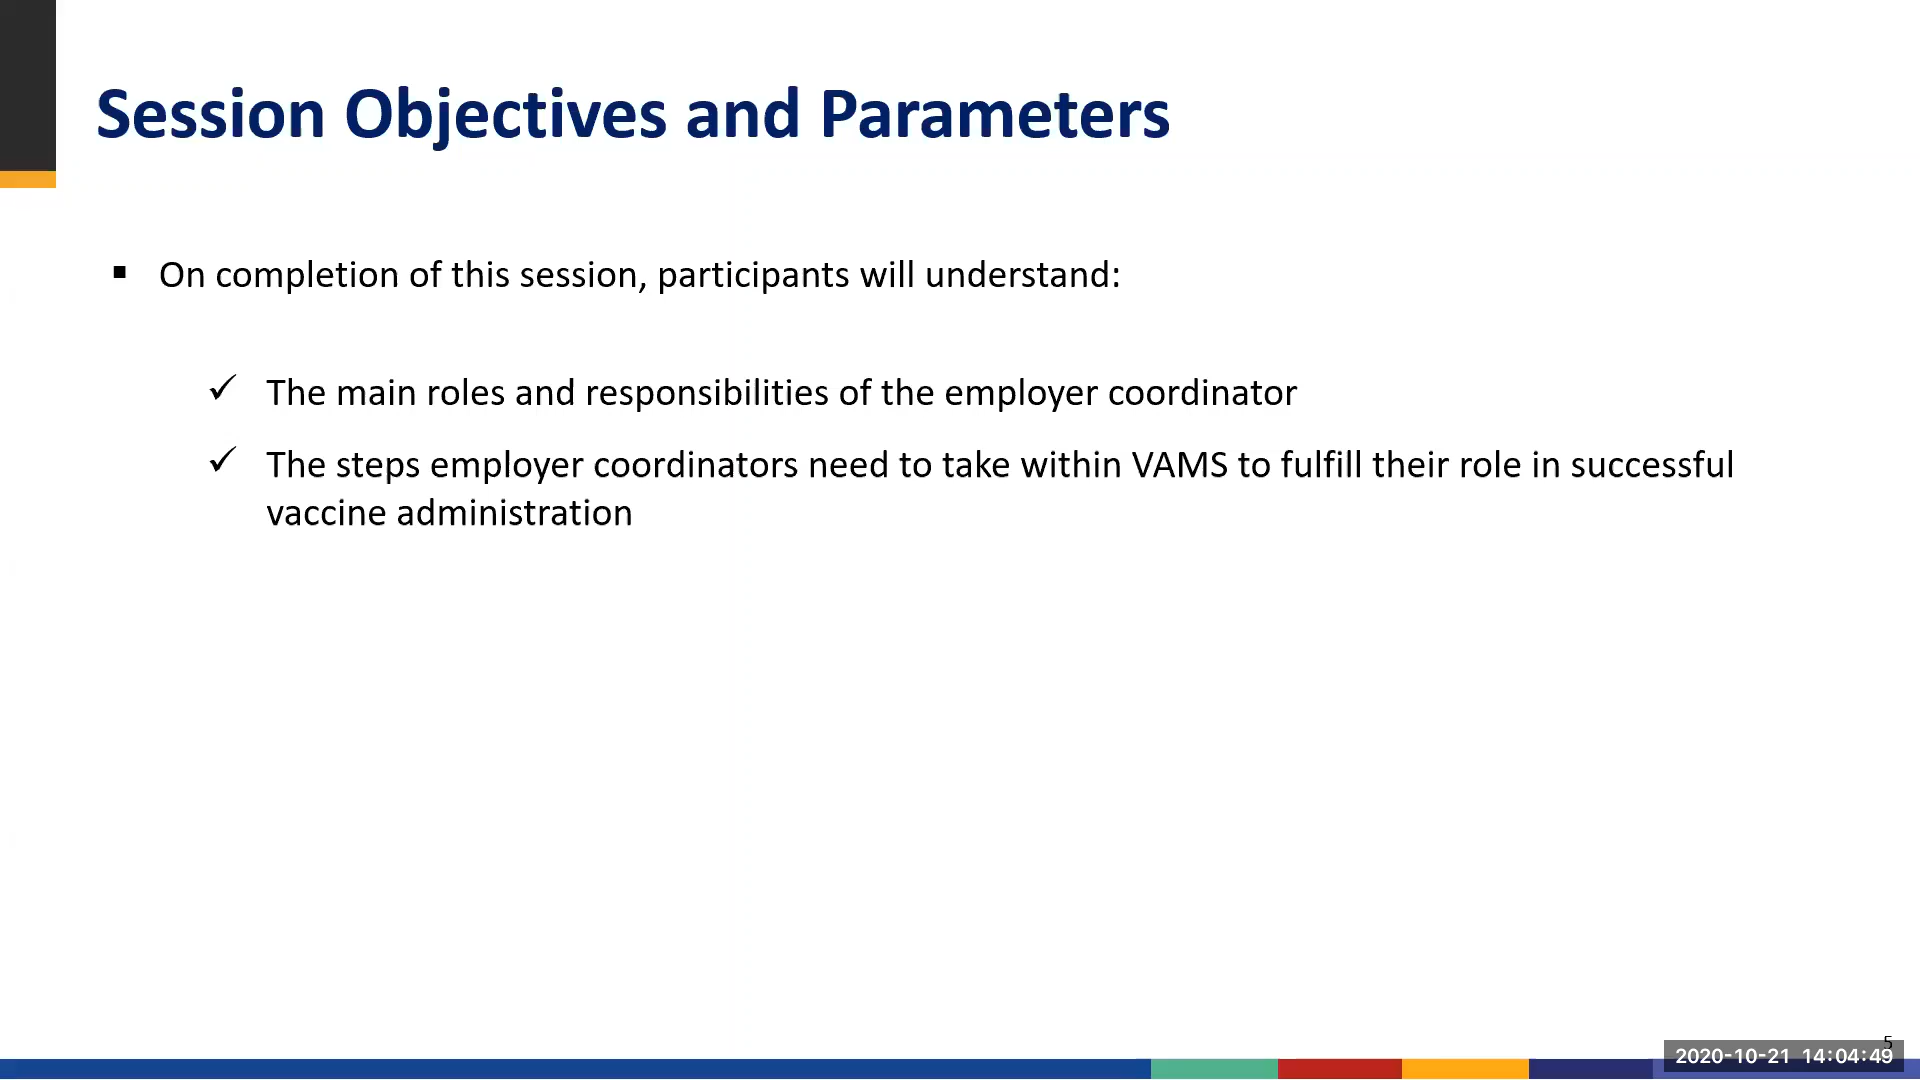 Session Objectives and Parameters
▪ On completion of this session, participants will understand:
✓ The main roles and responsibilities of the employer coordinator
✓ The steps employer coordinators need to take within VAMS to fulfill their role in successful
vaccine administration
5
2020-10-21 14:04:49